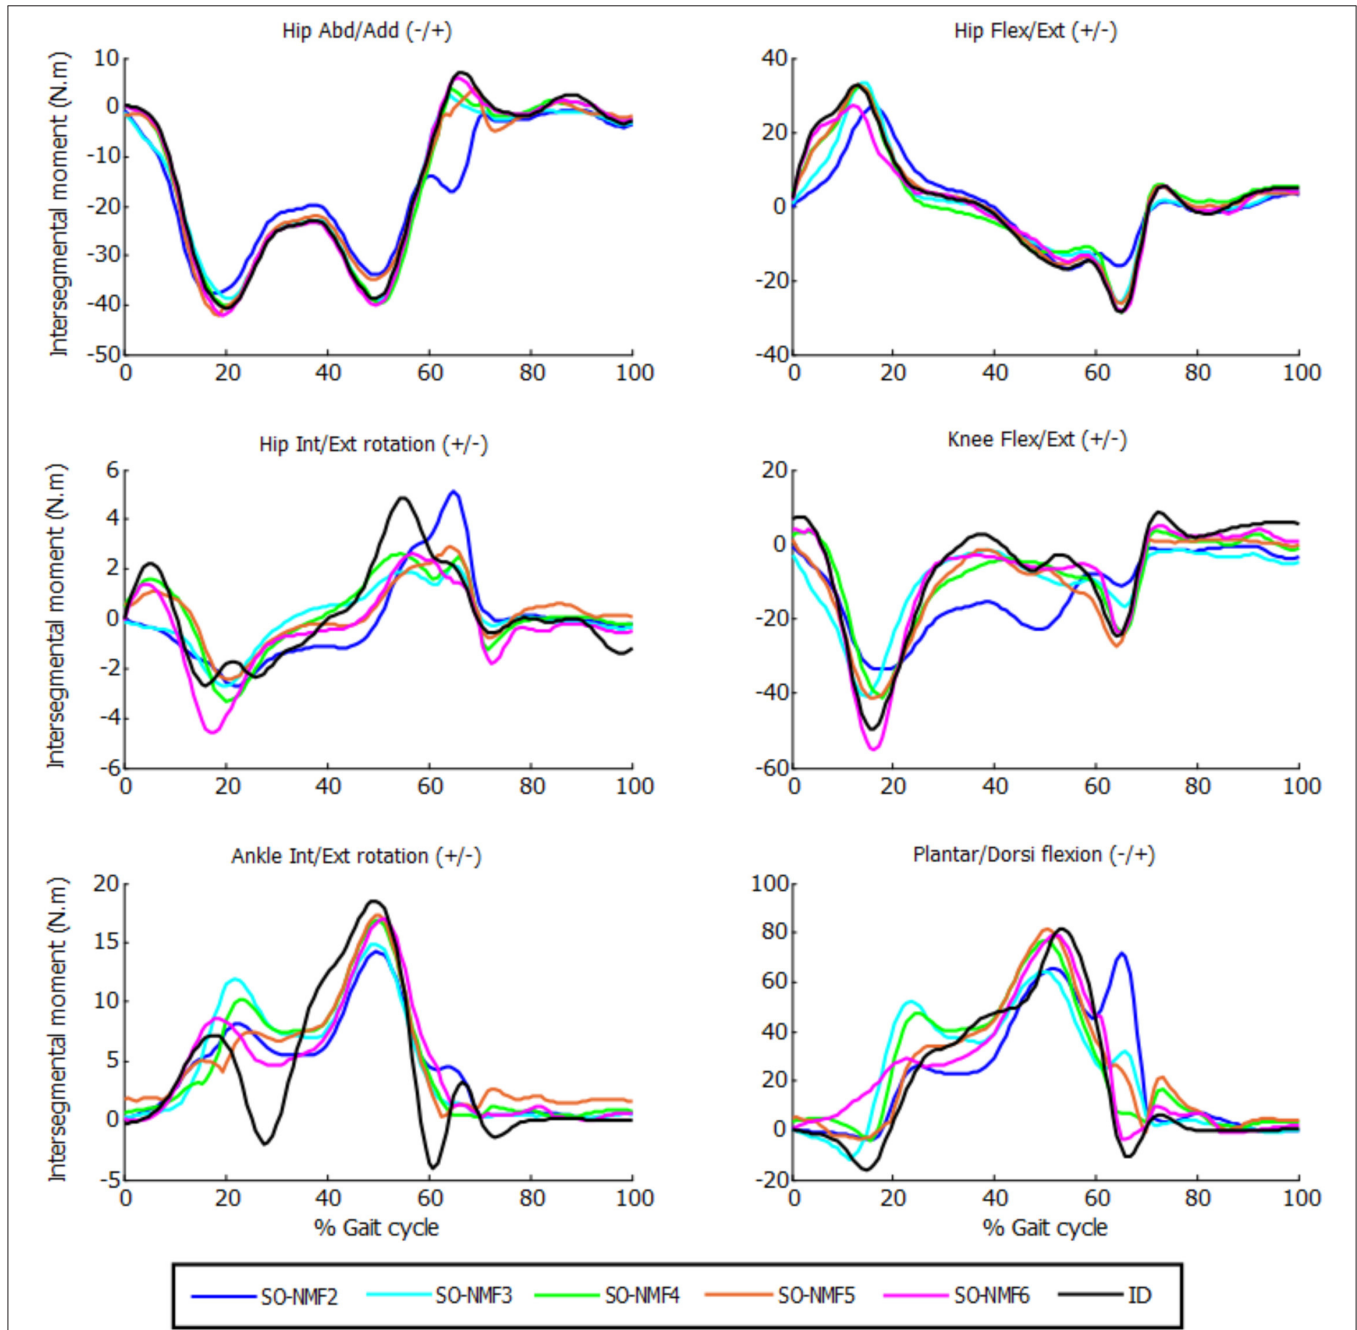 Hip Abd/Add (-/+)
Intersegmental moment (N.m)
10
0
-10
-20
-30
-40
-50
0 20 40 60 80 100
Hip Flex/Ext (+/-)
40
20
0
-20
-40
0 20 40 60 80 100
Hip Int/Ext rotation (+/-)
Intersegmental moment (N.m)
6
4
2
0
-2
-4
-6
0 20 40 60 80 100
Knee Flex/Ext (+/-)
20
0
-20
-40
-60
0 20 40 60 80 100
Ankle Int/Ext rotation (+/-)
Intersegmental moment (N.m)
20
15
10
5
0
-5
0 20 40 60 80 100
% Gait cycle
Plantar/Dorsi flexion (-/+)
100
80
60
40
20
0
-20
0 20 40 60 80 100
% Gait cycle
SO-NMF2 SO-NMF3 SO-NMF4 SO-NMF5 SO-NMF6 ID